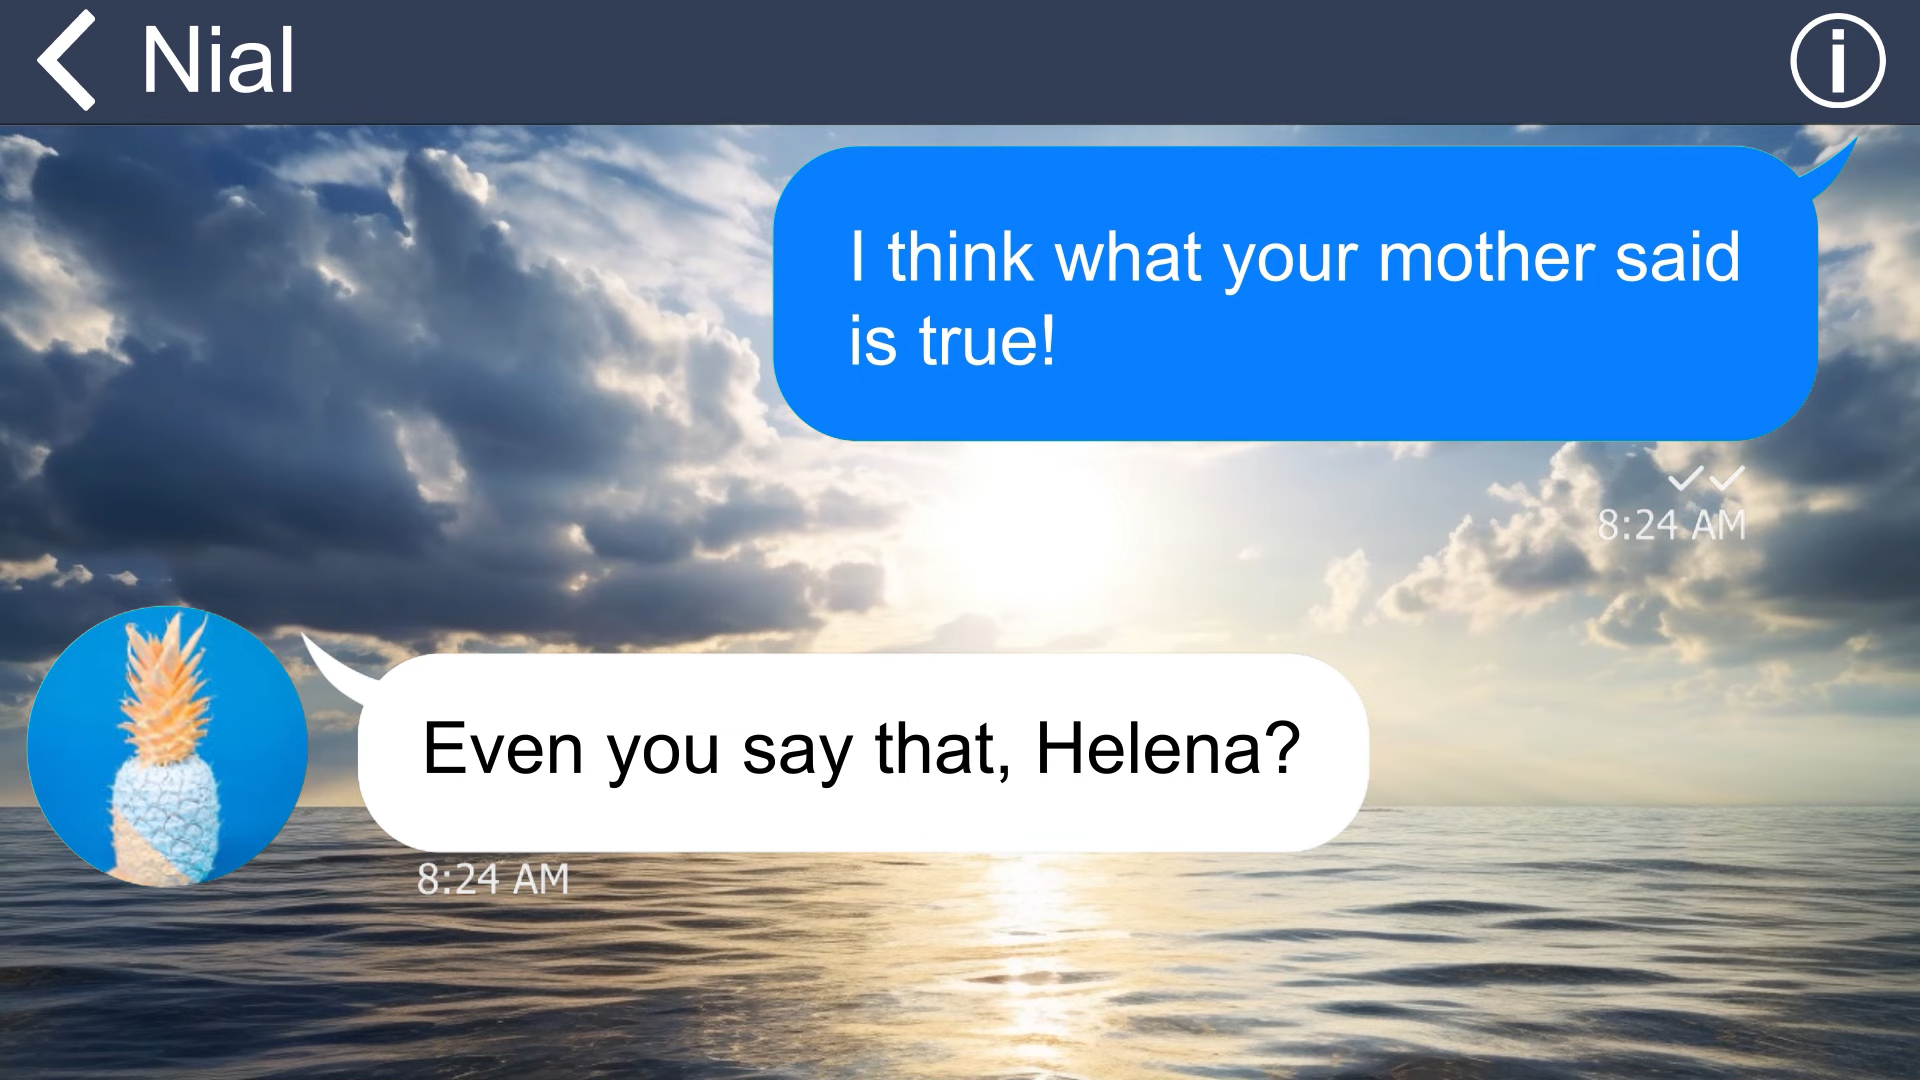 Nial
I think what your mother said
is true!
8:24 AM
Even you say that, Helena?
8:24 AM